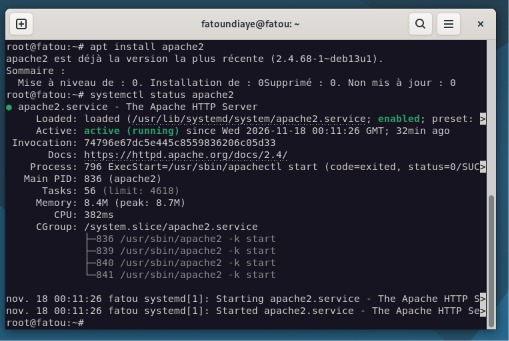 fatoundiaye@fatou: ~
root@fatou:~# apt install apache2
apache2 est déjà la version la plus récente (2.4.68-1~deb13u1).
Sommaire :
  Mise à niveau de : 0. Installation de : 0Supprimé : 0. Non mis à jour : 0
root@fatou:~# systemctl status apache2
● apache2.service - The Apache HTTP Server
     Loaded: loaded (/usr/lib/systemd/system/apache2.service; enabled; preset: >
     Active: active (running) since Wed 2026-11-18 00:11:26 GMT; 32min ago
 Invocation: 74796e67dc5e445c8559836206c05d33
       Docs: https://httpd.apache.org/docs/2.4/
    Process: 796 ExecStart=/usr/sbin/apachectl start (code=exited, status=0/SUC>
   Main PID: 836 (apache2)
      Tasks: 56 (limit: 4618)
     Memory: 8.4M (peak: 8.7M)
        CPU: 382ms
     CGroup: /system.slice/apache2.service
             ├─836 /usr/sbin/apache2 -k start
             ├─839 /usr/sbin/apache2 -k start
             ├─840 /usr/sbin/apache2 -k start
             └─841 /usr/sbin/apache2 -k start
nov. 18 00:11:26 fatou systemd[1]: Starting apache2.service - The Apache HTTP S>
nov. 18 00:11:26 fatou systemd[1]: Started apache2.service - The Apache HTTP Se>
root@fatou:~#